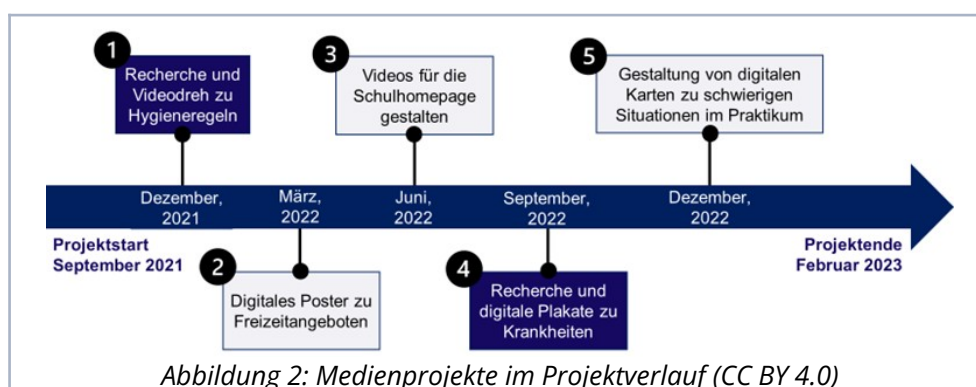 1
Recherche und
Videodreh zu
Hygieneregeln
3
Videos für die
Schulhomepage
gestalten
5
Gestaltung von digitalen
Karten zu schwierigen
Situationen im Praktikum
Dezember,
2021
März,
2022
Juni,
2022
September,
2022
Dezember,
2022
Projektstart
September 2021
Projektende
Februar 2023
2
Digitales Poster zu
Freizeitangeboten
4
Recherche und
digitale Plakate zu
Krankheiten
Abbildung 2: Medienprojekte im Projektverlauf (CC BY 4.0)